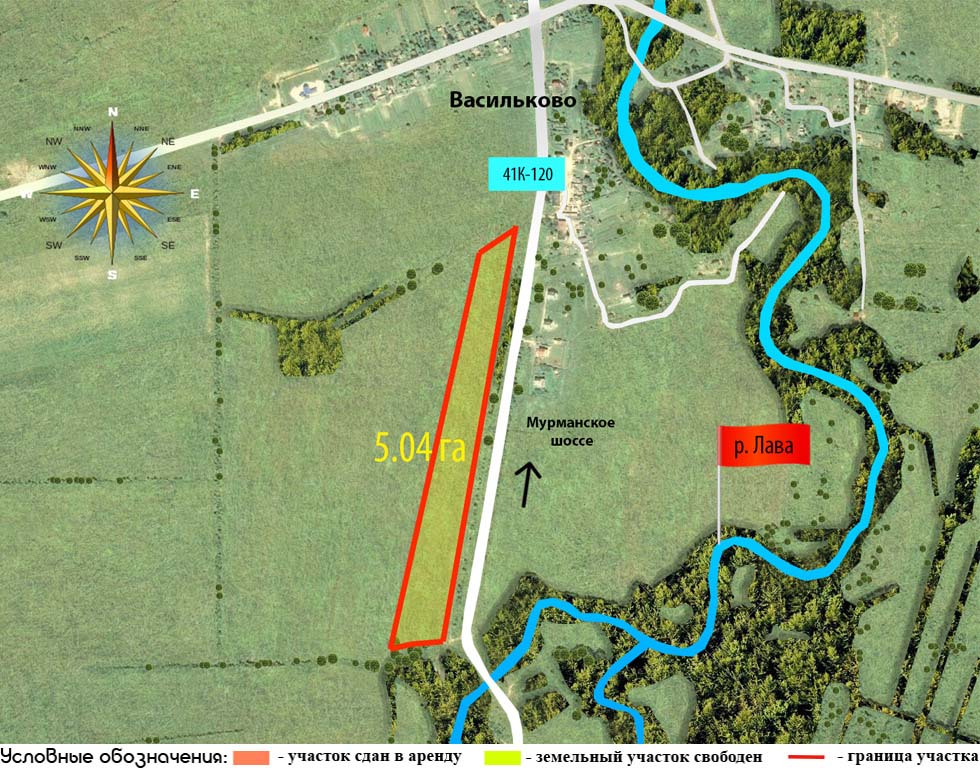 Васильково
N
NNW
NNE
NW
NE
WNW
ENE
W
E
WSW
ESE
SW
SE
SSW
SSE
S
41К-120
5.04 га
Мурманское
шоссе
р. Лава
Условные обозначения:
- участок сдан в аренду
- земельный участок свободен
- граница участка